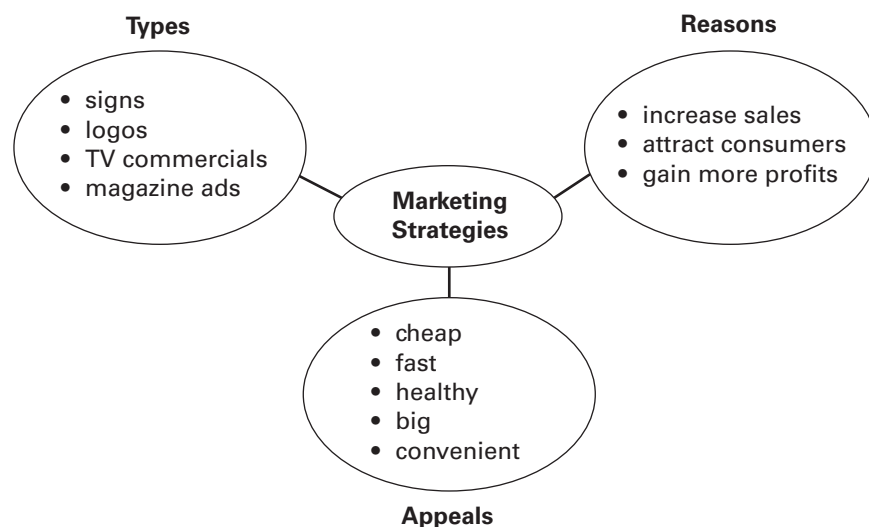 Types
• signs
• logos
• TV commercials
• magazine ads
Reasons
• increase sales
• attract consumers
• gain more profits
Marketing
Strategies
• cheap
• fast
• healthy
• big
• convenient
Appeals